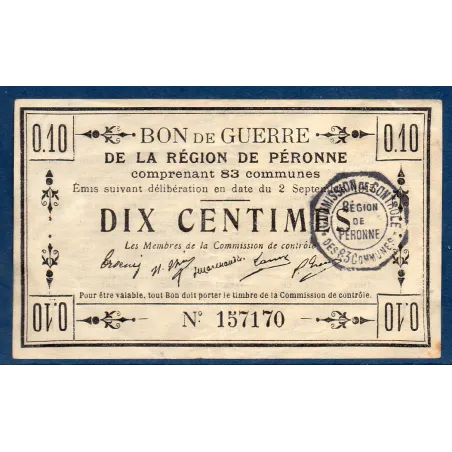 0.10 BON DE GUERRE 0.10
DE LA RÉGION DE PÉRONNE
comprenant 83 communes
Émis suivant délibération en date du 2 Septemb
DIX CENTIMES
Les Membres de la Commission de contrôle
COMMISSION DE CONTROLE
RÉGION
DE
PÉRONNE
DES 83 COMMUNES
Pour être valable, tout Bon doit porter le timbre de la Commission de contrôle.
0.10 N° 157170 0.10